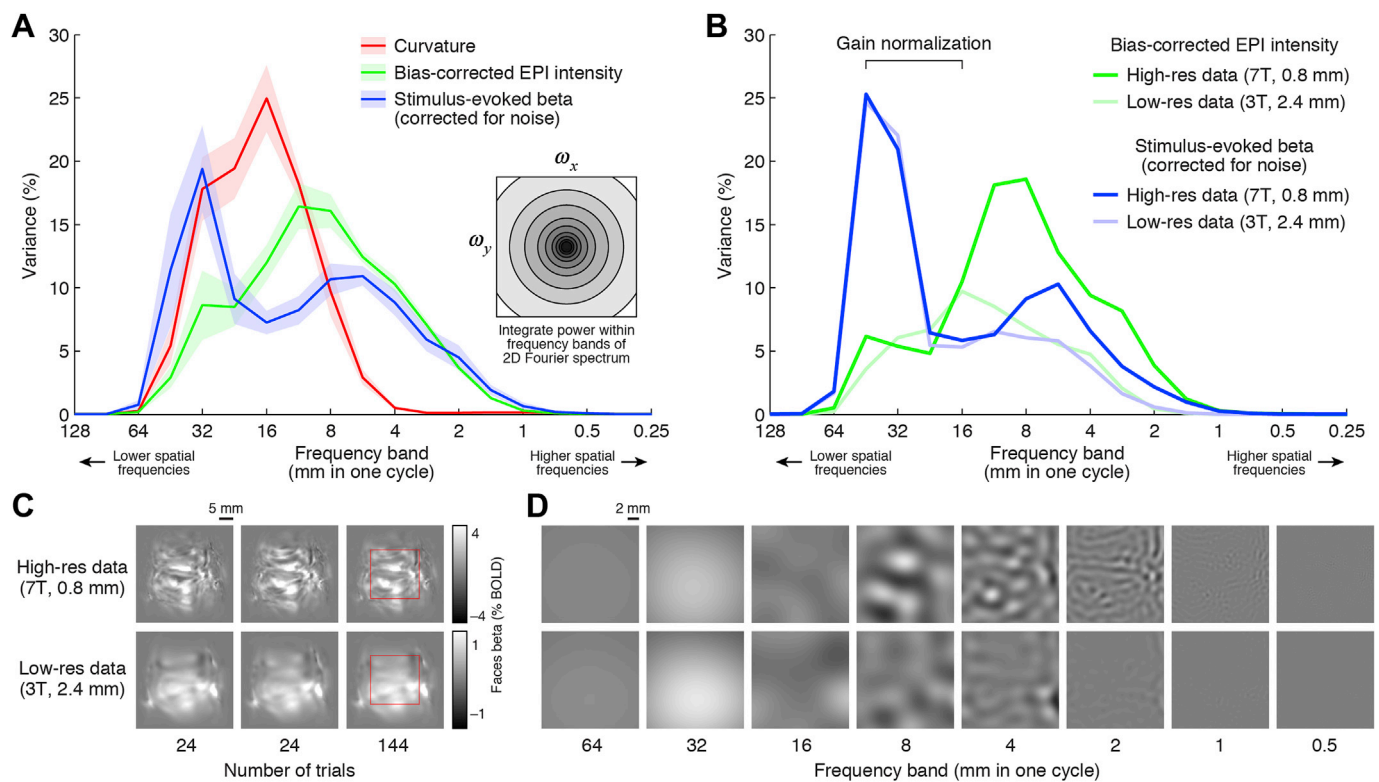 A
30
25
20
15
10
5
0
Variance (%)
Curvature
Bias-corrected EPI intensity
Stimulus-evoked beta
(corrected for noise)
ωx
ωy
Integrate power within
frequency bands of
2D Fourier spectrum
128 64 32 16 8 4 2 1 0.5 0.25
Lower spatial
frequencies
Frequency band
(mm in one cycle)
Higher spatial
frequencies
B
30
25
20
15
10
5
0
Variance (%)
Gain normalization
Bias-corrected EPI intensity
High-res data (7T, 0.8 mm)
Low-res data (3T, 2.4 mm)
Stimulus-evoked beta
(corrected for noise)
High-res data (7T, 0.8 mm)
Low-res data (3T, 2.4 mm)
128 64 32 16 8 4 2 1 0.5 0.25
Lower spatial
frequencies
Frequency band
(mm in one cycle)
Higher spatial
frequencies
C
5 mm
High-res data
(7T, 0.8 mm)
4
–4
Low-res data
(3T, 2.4 mm)
1
–1
Faces beta (% BOLD)
24 24 144
Number of trials
D
2 mm
64 32 16 8 4 2 1 0.5
Frequency band (mm in one cycle)